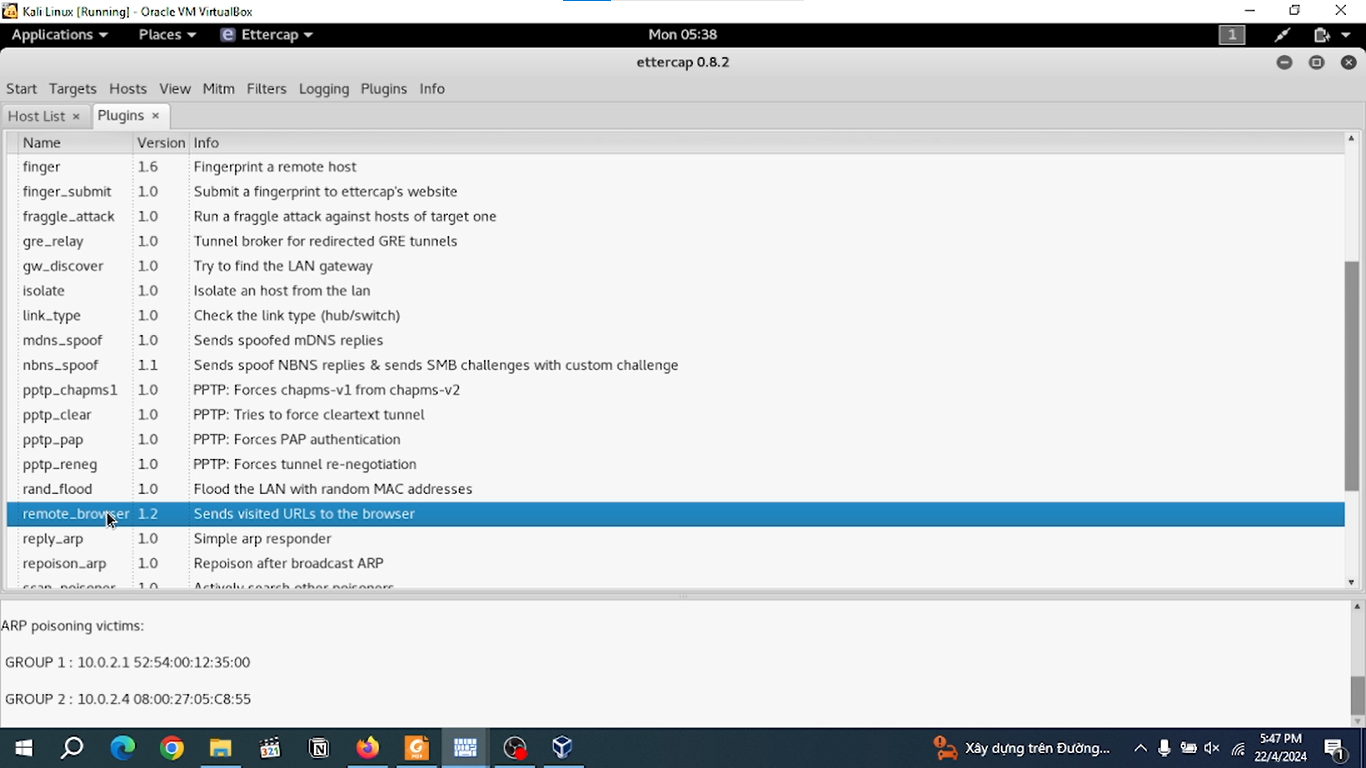 Kali Linux [Running] - Oracle VM VirtualBox
Applications Places Ettercap Mon 05:38 1
ettercap 0.8.2
Start Targets Hosts View Mitm Filters Logging Plugins Info
Host List × Plugins ×
Name Version Info
finger 1.6 Fingerprint a remote host
finger_submit 1.0 Submit a fingerprint to ettercap's website
fraggle_attack 1.0 Run a fraggle attack against hosts of target one
gre_relay 1.0 Tunnel broker for redirected GRE tunnels
gw_discover 1.0 Try to find the LAN gateway
isolate 1.0 Isolate an host from the lan
link_type 1.0 Check the link type (hub/switch)
mdns_spoof 1.0 Sends spoofed mDNS replies
nbns_spoof 1.1 Sends spoof NBNS replies & sends SMB challenges with custom challenge
pptp_chapms1 1.0 PPTP: Forces chapms-v1 from chapms-v2
pptp_clear 1.0 PPTP: Tries to force cleartext tunnel
pptp_pap 1.0 PPTP: Forces PAP authentication
pptp_reneg 1.0 PPTP: Forces tunnel re-negotiation
rand_flood 1.0 Flood the LAN with random MAC addresses
remote_browser 1.2 Sends visited URLs to the browser
reply_arp 1.0 Simple arp responder
repoison_arp 1.0 Repoison after broadcast ARP
scan_poisoner 1.0 Actively search other poisoners
ARP poisoning victims:
GROUP 1 : 10.0.2.1 52:54:00:12:35:00
GROUP 2 : 10.0.2.4 08:00:27:05:C8:55
321
Xây dựng trên Đường...
5:47 PM
22/4/2024
1